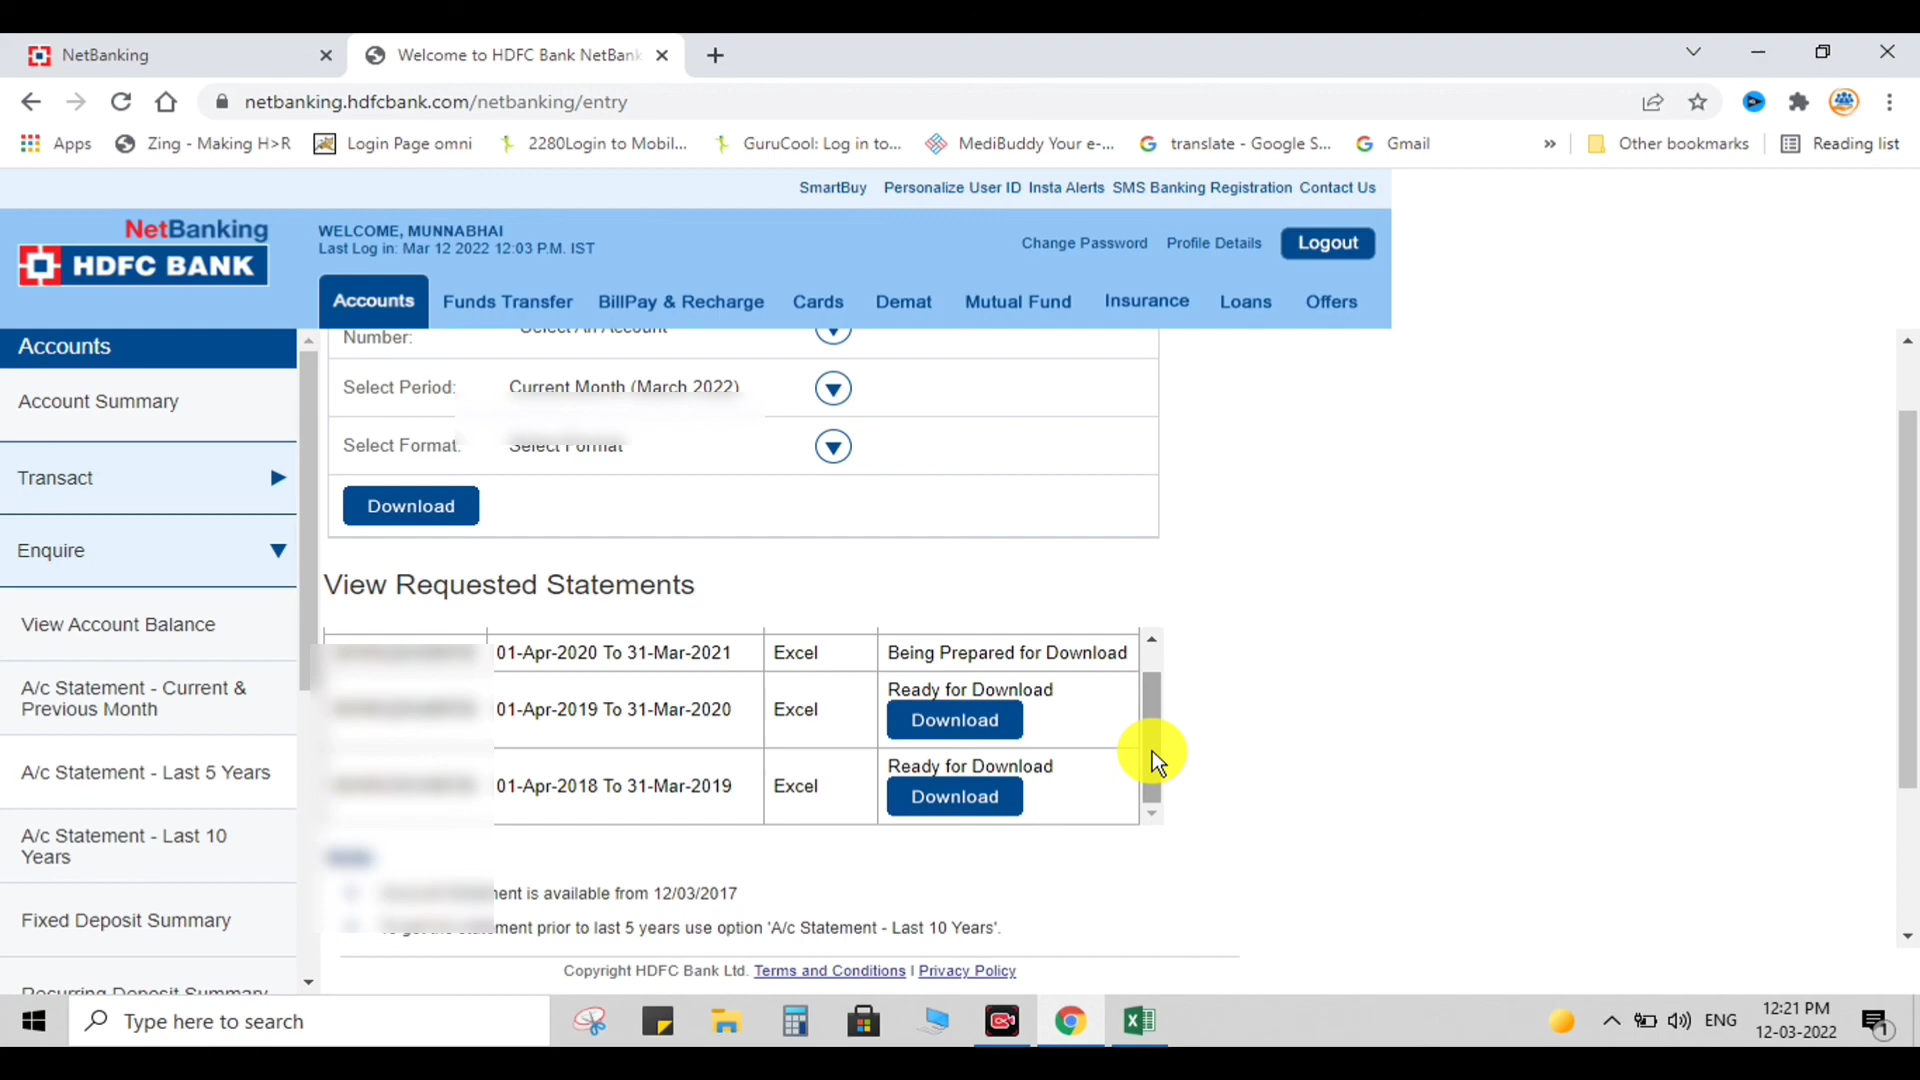 NetBanking
Welcome to HDFC Bank NetBank
netbanking.hdfcbank.com/netbanking/entry
Apps
Zing - Making H>R
Login Page omni
2280Login to Mobil...
GuruCool: Log in to...
MediBuddy Your e-...
translate - Google S...
Gmail
»
Other bookmarks
Reading list
SmartBuy Personalize User ID Insta Alerts SMS Banking Registration Contact Us
NetBanking
HDFC BANK
WELCOME, MUNNABHAI
Last Log in: Mar 12 2022 12:03 P.M. IST
Change Password Profile Details Logout
Accounts Funds Transfer BillPay & Recharge Cards Demat Mutual Fund Insurance Loans Offers
Accounts
Account Summary
Transact
Enquire
View Account Balance
A/c Statement - Current &
Previous Month
A/c Statement - Last 5 Years
A/c Statement - Last 10
Years
Fixed Deposit Summary
Recurring Deposit Summary
Number: Select An Account
Select Period: Current Month (March 2022)
Select Format: Select Format
Download
View Requested Statements
01-Apr-2020 To 31-Mar-2021 Excel Being Prepared for Download
01-Apr-2019 To 31-Mar-2020 Excel Ready for Download
Download
01-Apr-2018 To 31-Mar-2019 Excel Ready for Download
Download
is available from 12/03/2017
prior to last 5 years use option 'A/c Statement - Last 10 Years'.
Copyright HDFC Bank Ltd. Terms and Conditions I Privacy Policy
Type here to search
ENG
12:21 PM
12-03-2022
1